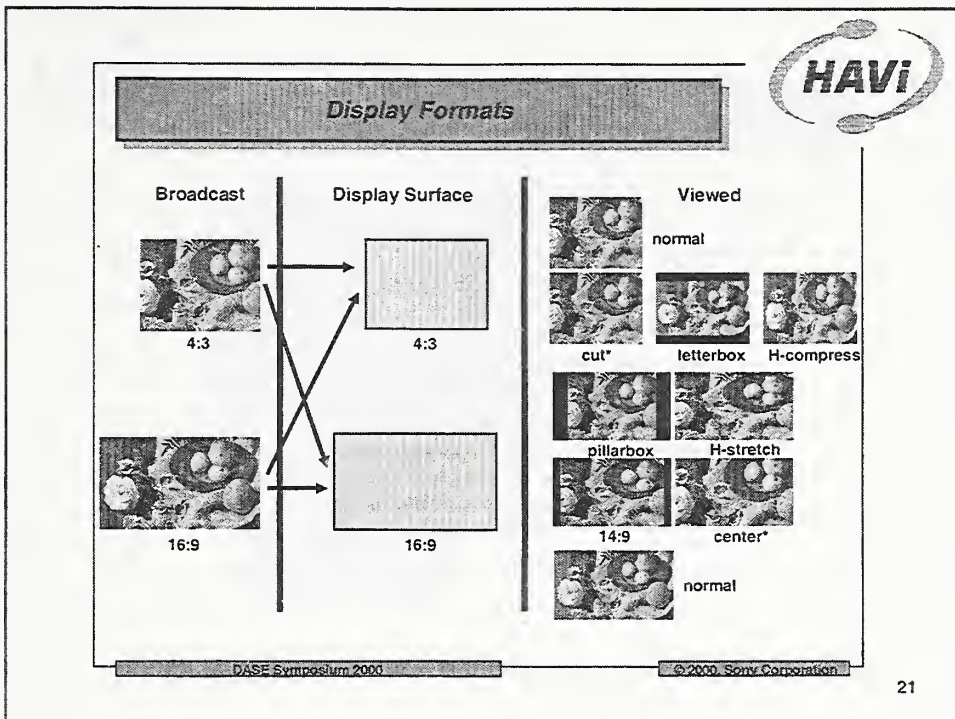 HAVi
Display Formats
Broadcast
Display Surface
Viewed
normal
4:3
4:3
cut*
letterbox
H-compress
pillarbox
H-stretch
16:9
16:9
14:9
center*
normal
DASE Symposium 2000
© 2000, Sony Corporation
21